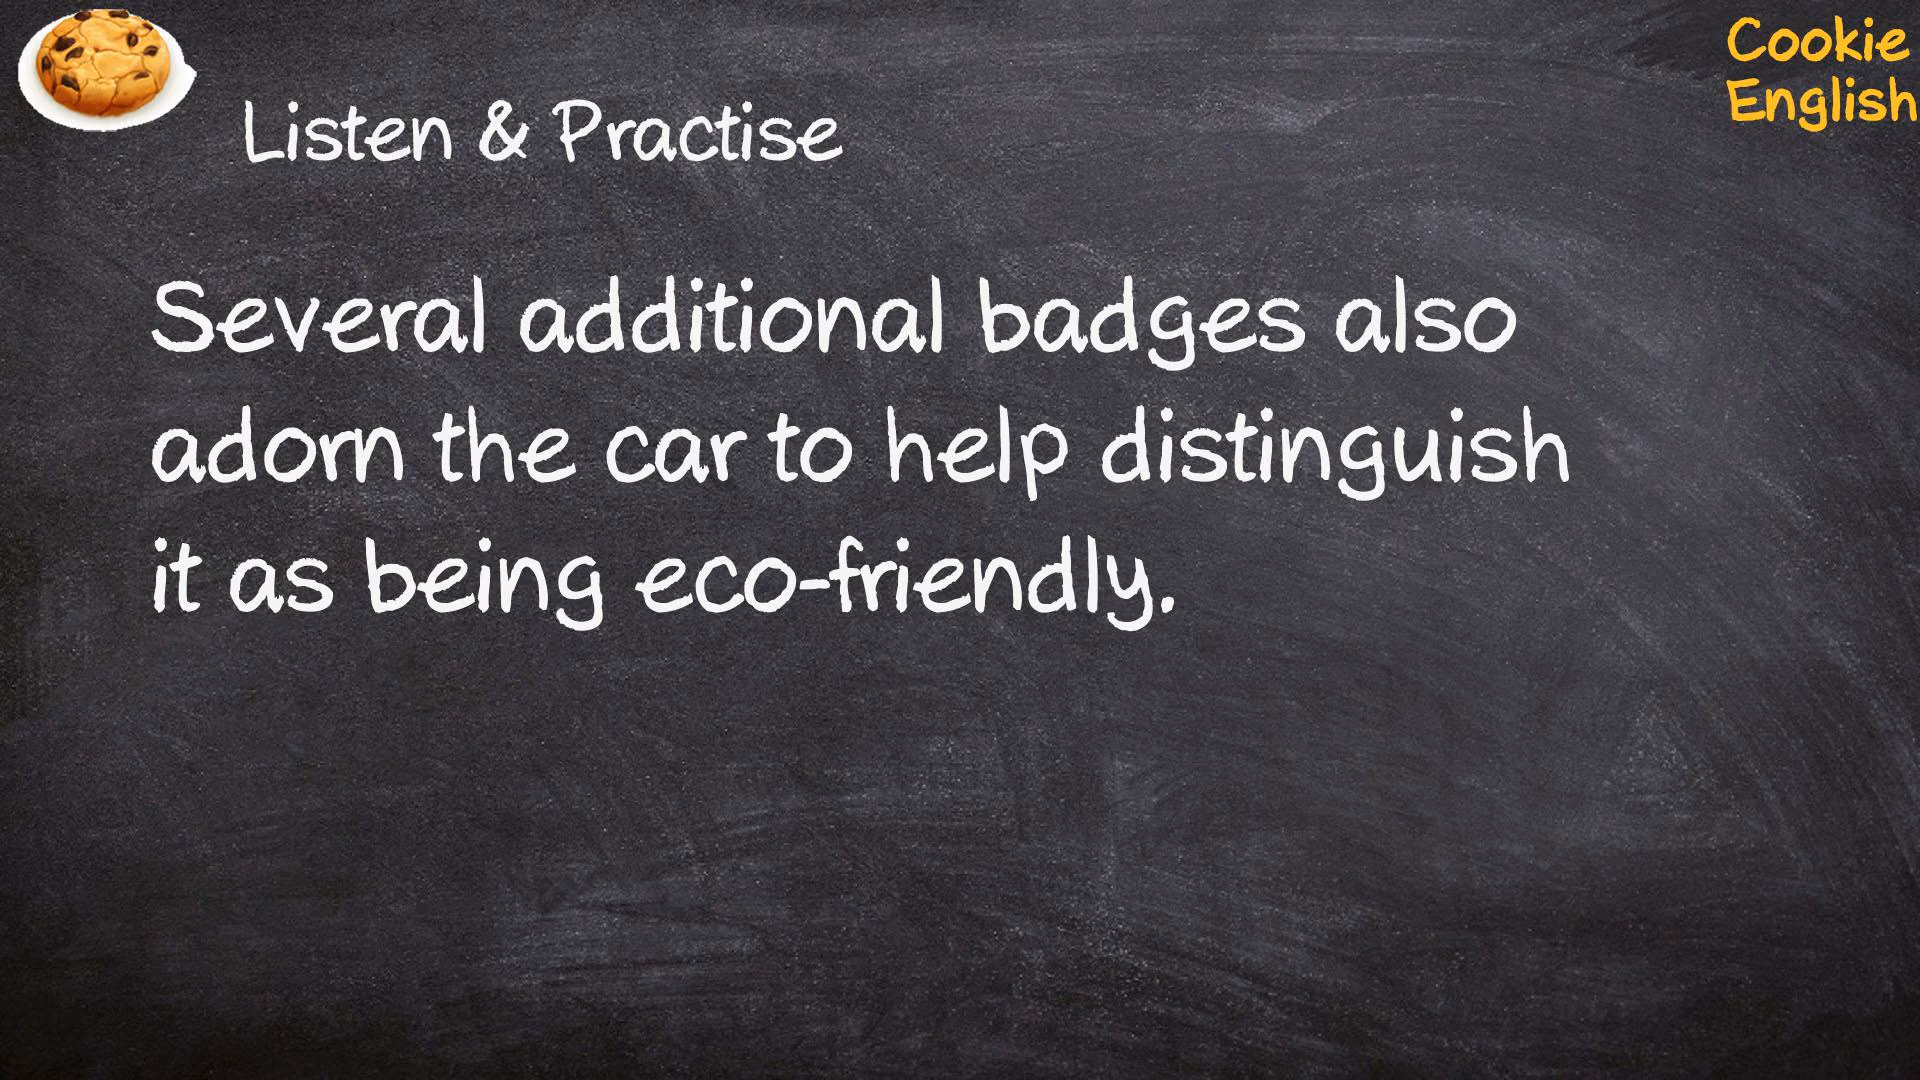 Cookie
English
Listen & Practise
Several additional badges also
adorn the car to help distinguish
it as being eco-friendly.